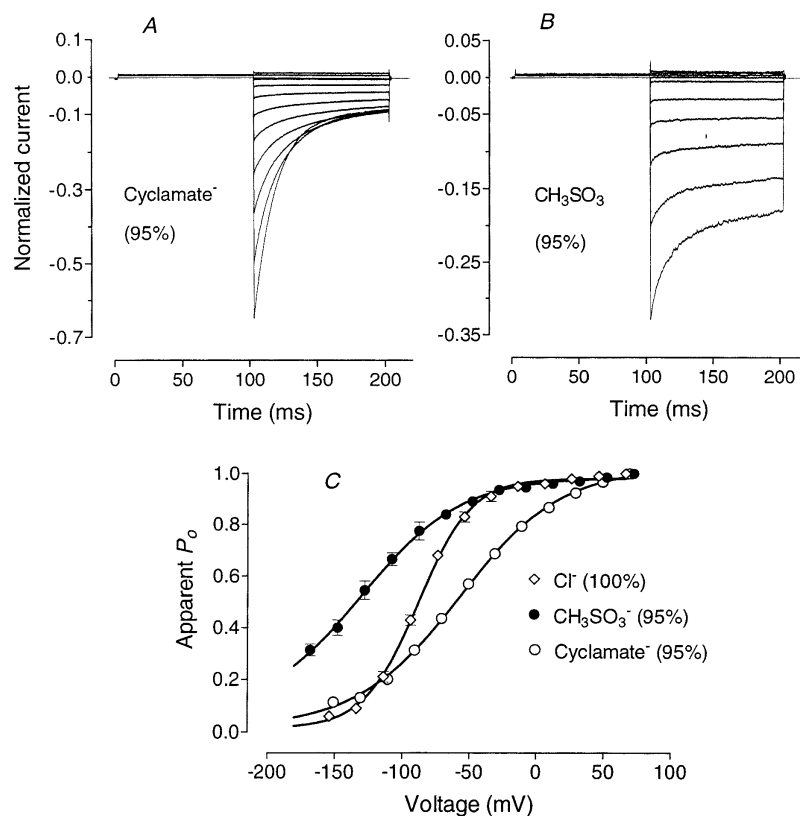 A
B
0.1
0.0
-0.1
-0.3
-0.5
-0.7
Normalized current
Cyclamate⁻
(95%)
0 50 100 150 200
Time (ms)
0.05
0.00
-0.05
-0.15
-0.25
-0.35
CH₃SO₃
(95%)
0 50 100 150 200
Time (ms)
C
1.0
0.8
0.6
0.4
0.2
0.0
Apparent Pₒ
Cl⁻ (100%)
CH₃SO₃⁻ (95%)
Cyclamate⁻ (95%)
-200 -150 -100 -50 0 50 100
Voltage (mV)